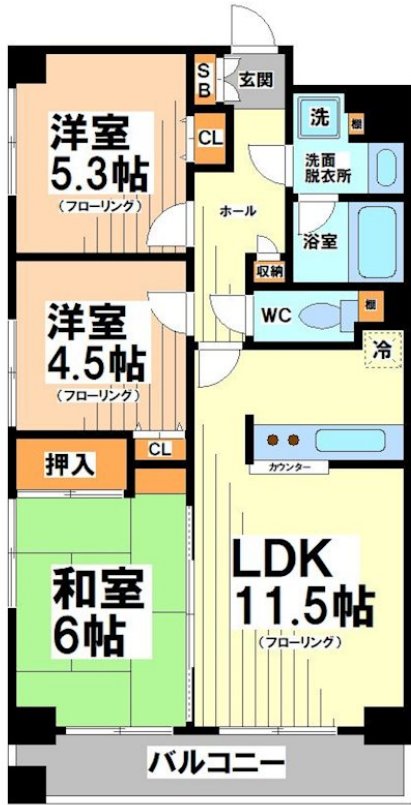 SB
玄関
洋室
5.3帖
(フローリング)
CL
洗
棚
洗面
脱衣所
ホール
浴室
収納
洋室
4.5帖
(フローリング)
WC
棚
冷
CL
カウンター
押入
和室
6帖
LDK
11.5帖
(フローリング)
バルコニー